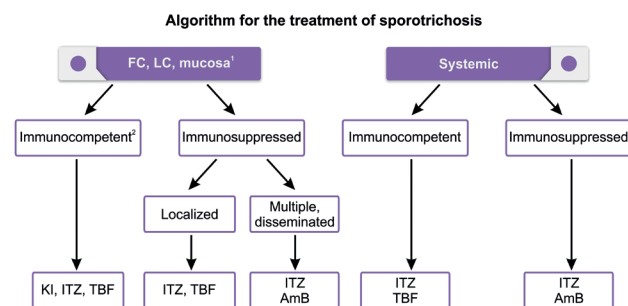 Algorithm for the treatment of sporotrichosis
FC, LC, mucosa¹
Systemic
Immunocompetent²
Immunosuppressed
Immunocompetent
Immunosuppressed
Localized
Multiple,
disseminated
KI, ITZ, TBF
ITZ, TBF
ITZ
AmB
ITZ
TBF
ITZ
AmB